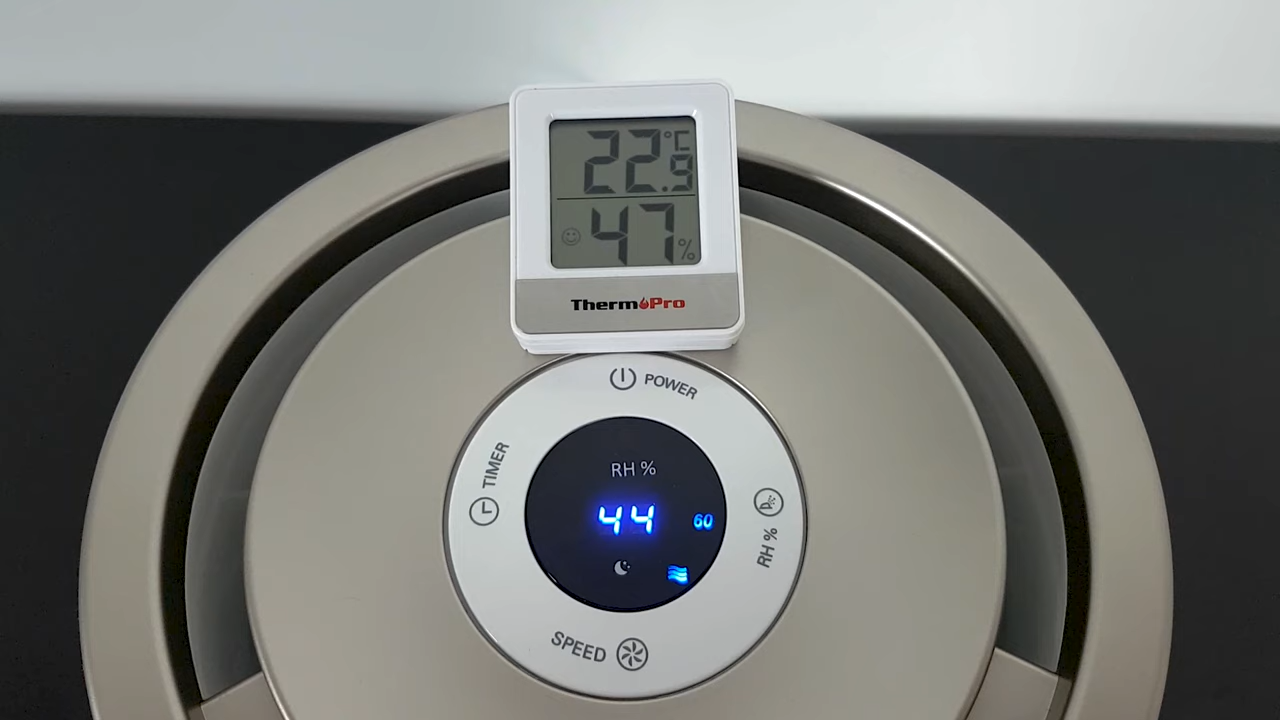 22.9 °C
47 %
ThermoPro
POWER
TIMER
RH %
44
60
RH %
SPEED